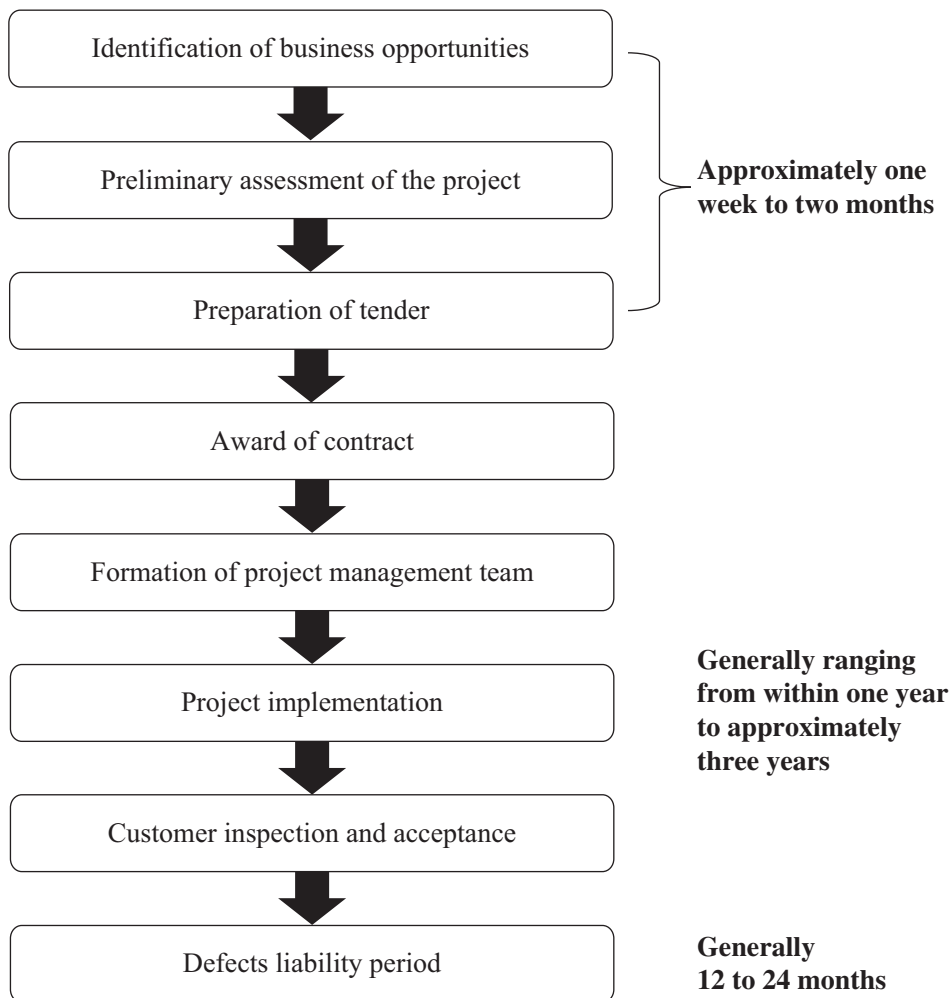 Identification of business opportunities
Preliminary assessment of the project
Approximately one
week to two months
Preparation of tender
Award of contract
Formation of project management team
Project implementation
Generally ranging
from within one year
to approximately
three years
Customer inspection and acceptance
Defects liability period
Generally
12 to 24 months